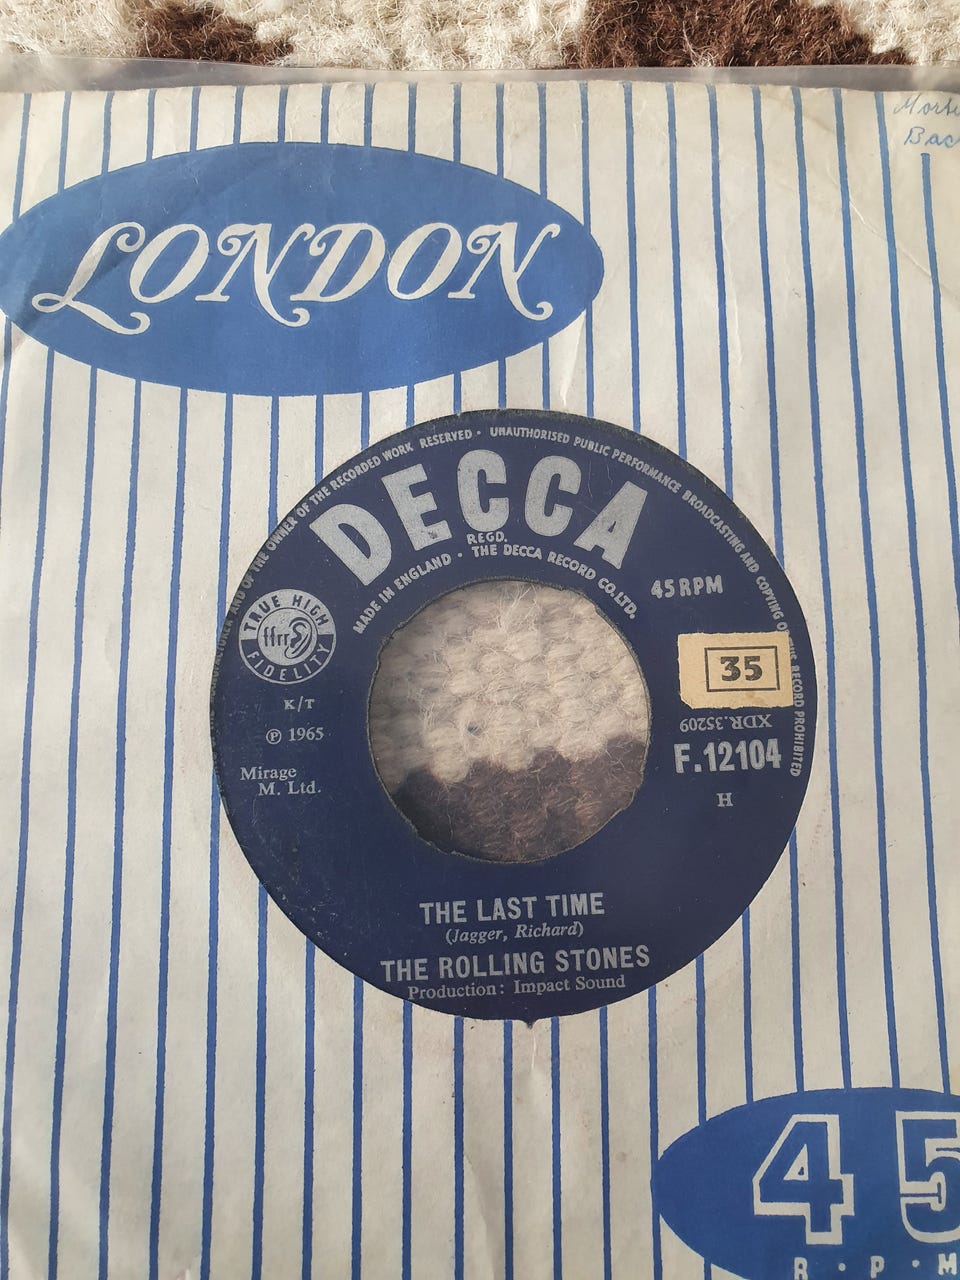 LONDON
ACTURER AND OF THE OWNER OF THE RECORDED WORK RESERVED · UNAUTHORISED PUBLIC PERFORMANCE BROADCASTING AND COPYING OF THIS RECORD PROHIBITED
DECCA
REGD.
MADE IN ENGLAND · THE DECCA RECORD CO. LTD.
45 RPM
TRUE HIGH
ffrr
FIDELITY
35
K/T
XDR.35209
℗ 1965
F.12104
Mirage
M. Ltd.
H
THE LAST TIME
(Jagger, Richard)
THE ROLLING STONES
Production: Impact Sound
45
R·P·M